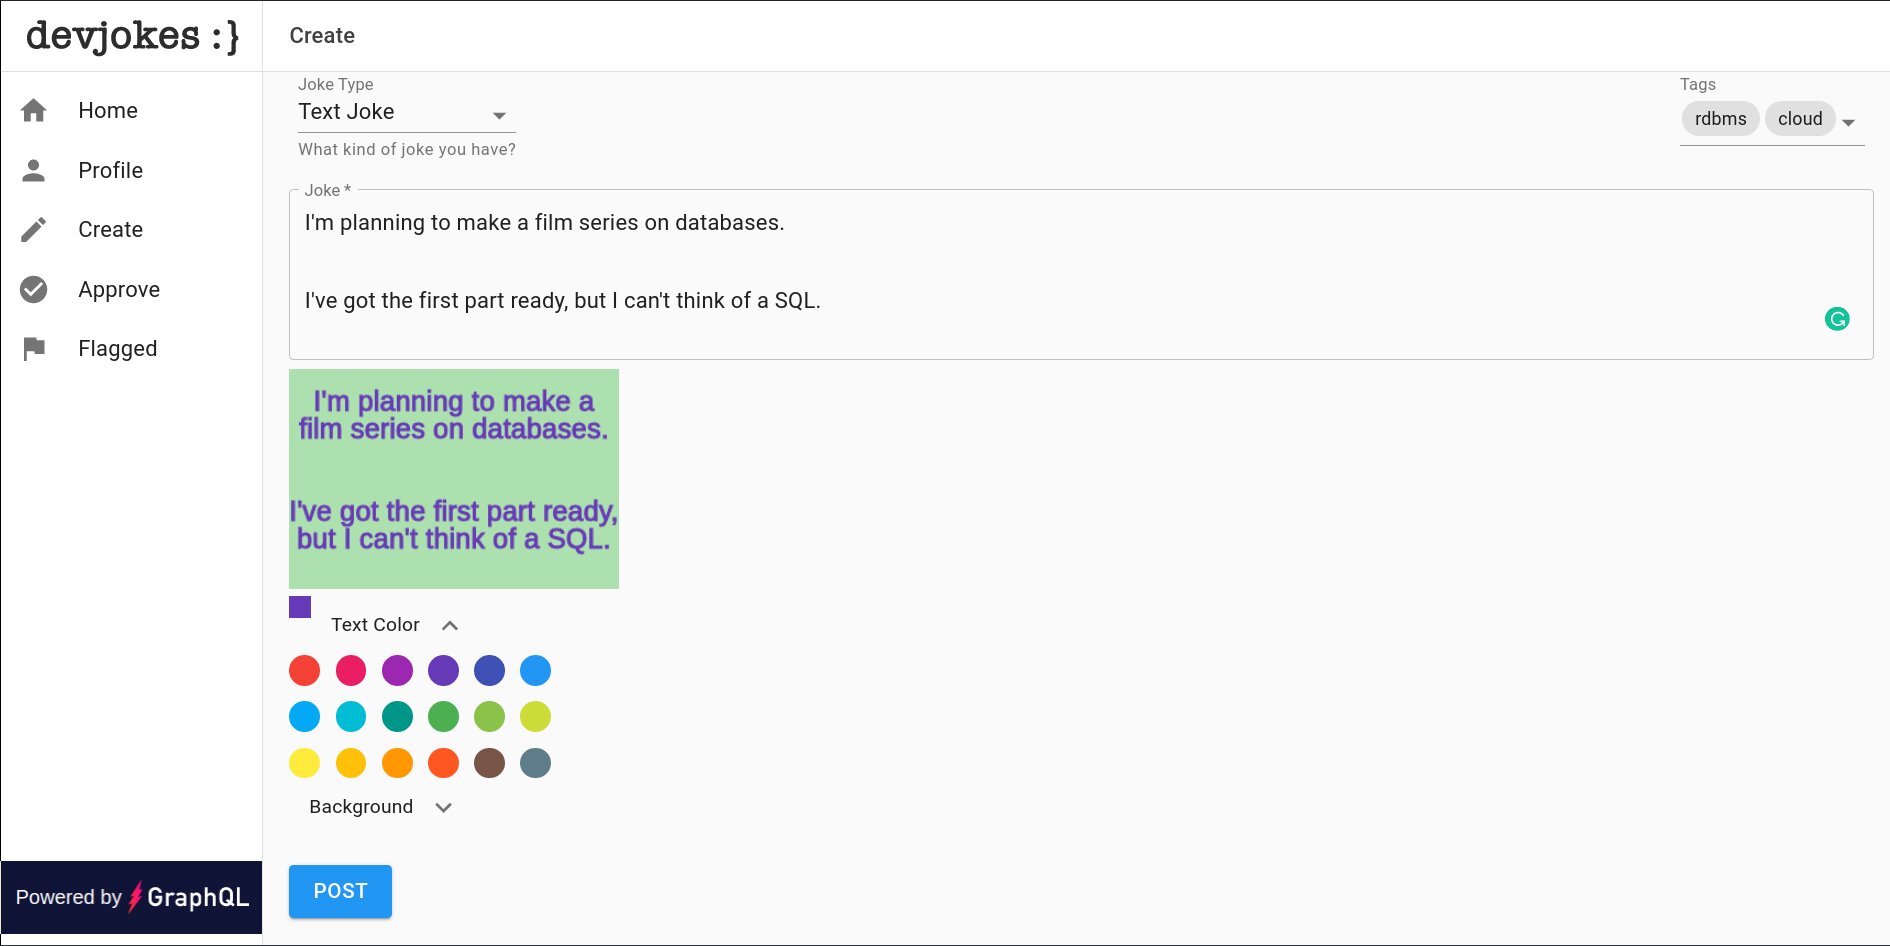 devjokes :}
Create
Home
Profile
Create
Approve
Flagged
Powered by GraphQL
Joke Type
Text Joke
What kind of joke you have?
Tags
rdbms cloud
Joke *
I'm planning to make a film series on databases.
I've got the first part ready, but I can't think of a SQL.
I'm planning to make a
film series on databases.
I've got the first part ready,
but I can't think of a SQL.
Text Color
Background
POST